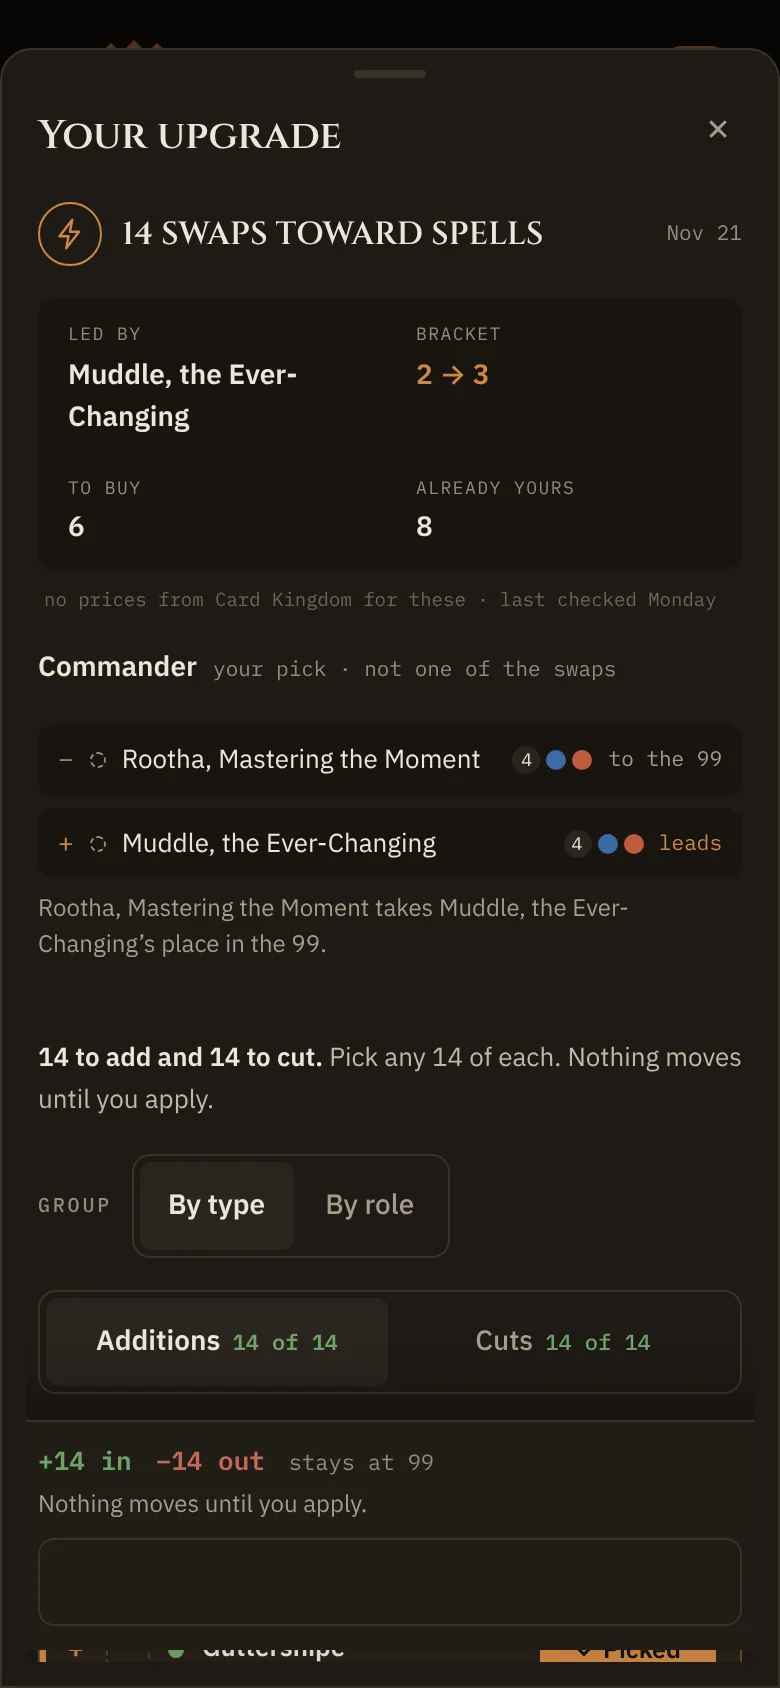 Your upgrade ✕
14 SWAPS TOWARD SPELLS Nov 21
LED BY BRACKET
Muddle, the Ever- 2 → 3
Changing
TO BUY ALREADY YOURS
6 8
no prices from Card Kingdom for these · last checked Monday
Commander your pick · not one of the swaps
− Rootha, Mastering the Moment 4 to the 99
+ Muddle, the Ever-Changing 4 leads
Rootha, Mastering the Moment takes Muddle, the Ever-
Changing’s place in the 99.
14 to add and 14 to cut. Pick any 14 of each. Nothing moves
until you apply.
GROUP By type By role
Additions 14 of 14 Cuts 14 of 14
+14 in −14 out stays at 99
Nothing moves until you apply.
Guttersnipe Picked